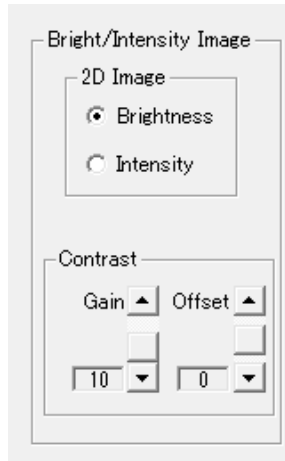 Bright/Intensity Image
2D Image
Brightness
Intensity
Contrast
Gain Offset
10 0